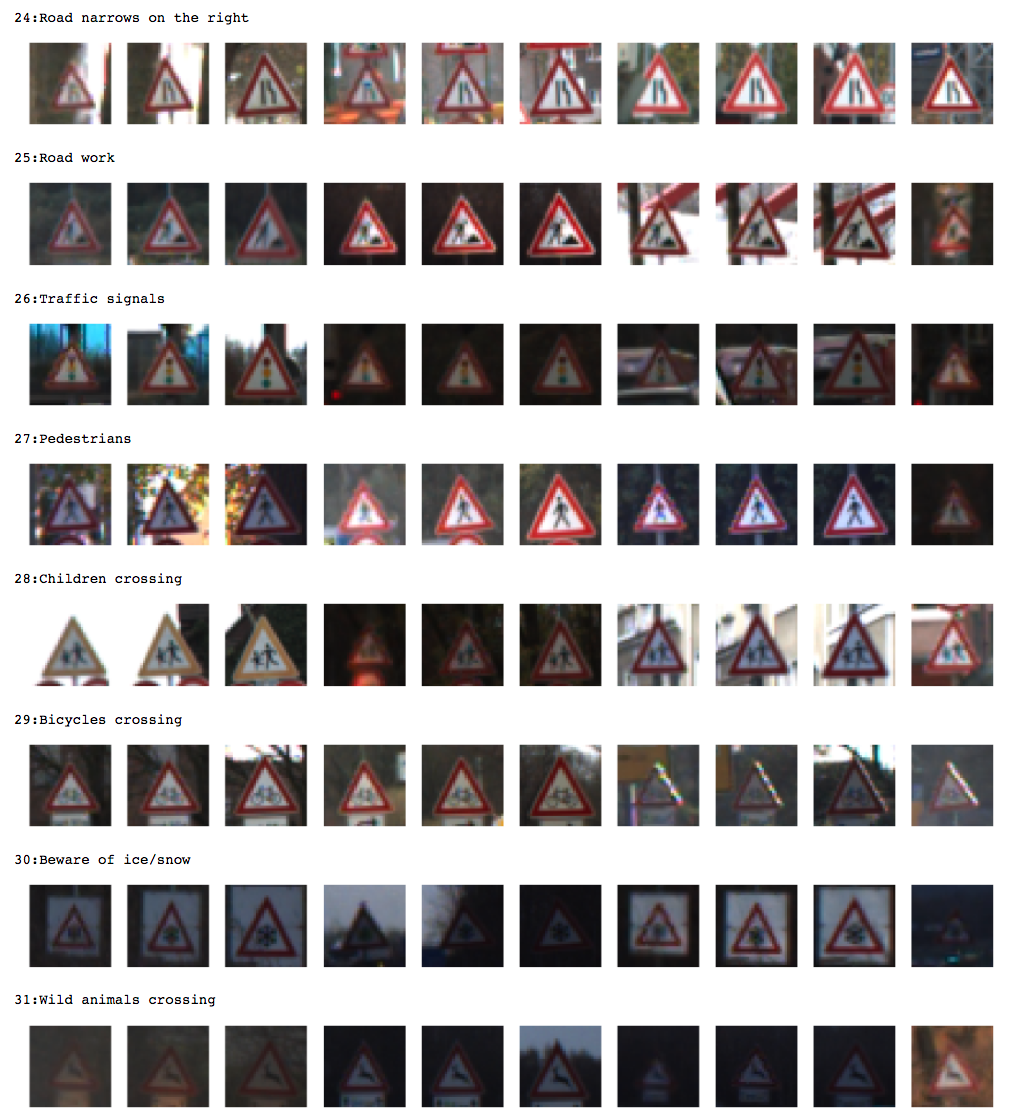 24:Road narrows on the right
25:Road work
26:Traffic signals
27:Pedestrians
28:Children crossing
29:Bicycles crossing
30:Beware of ice/snow
31:Wild animals crossing